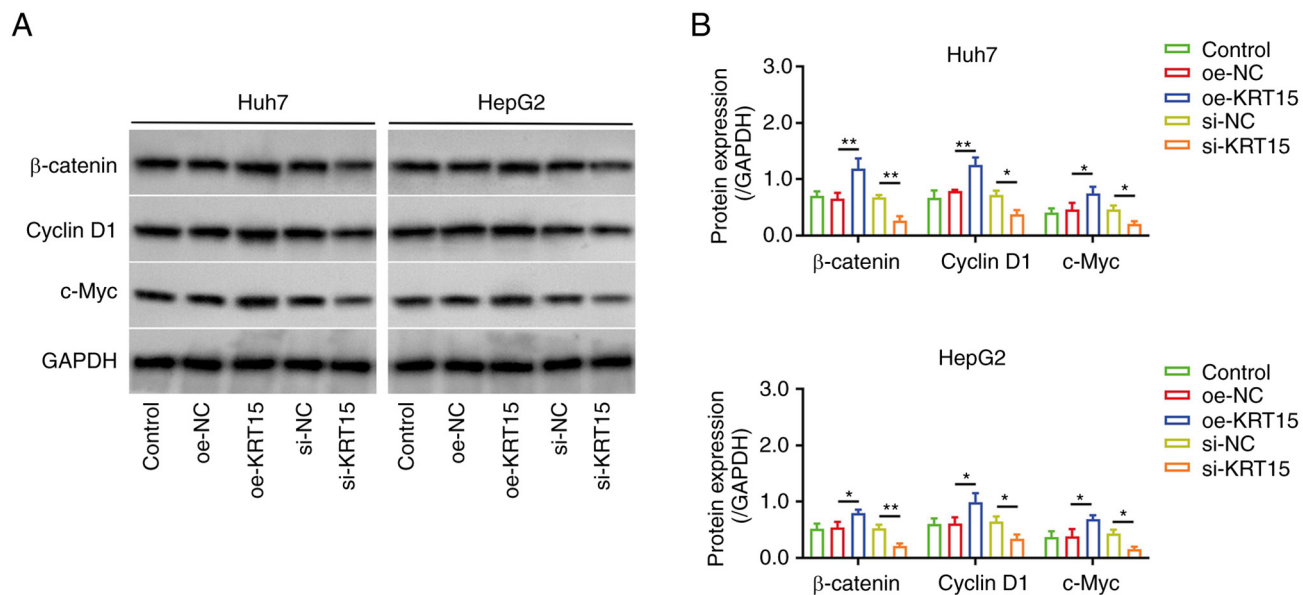 A
Huh7
HepG2
β-catenin
Cyclin D1
c-Myc
GAPDH
Control
oe-NC
oe-KRT15
si-NC
si-KRT15
Control
oe-NC
oe-KRT15
si-NC
si-KRT15
B
Huh7
Protein expression
(/GAPDH)
3.0
2.0
1.0
0.0
**
**
**
*
*
*
β-catenin
Cyclin D1
c-Myc
Control
oe-NC
oe-KRT15
si-NC
si-KRT15
HepG2
Protein expression
(/GAPDH)
3.0
2.0
1.0
0.0
*
**
*
*
*
*
β-catenin
Cyclin D1
c-Myc
Control
oe-NC
oe-KRT15
si-NC
si-KRT15